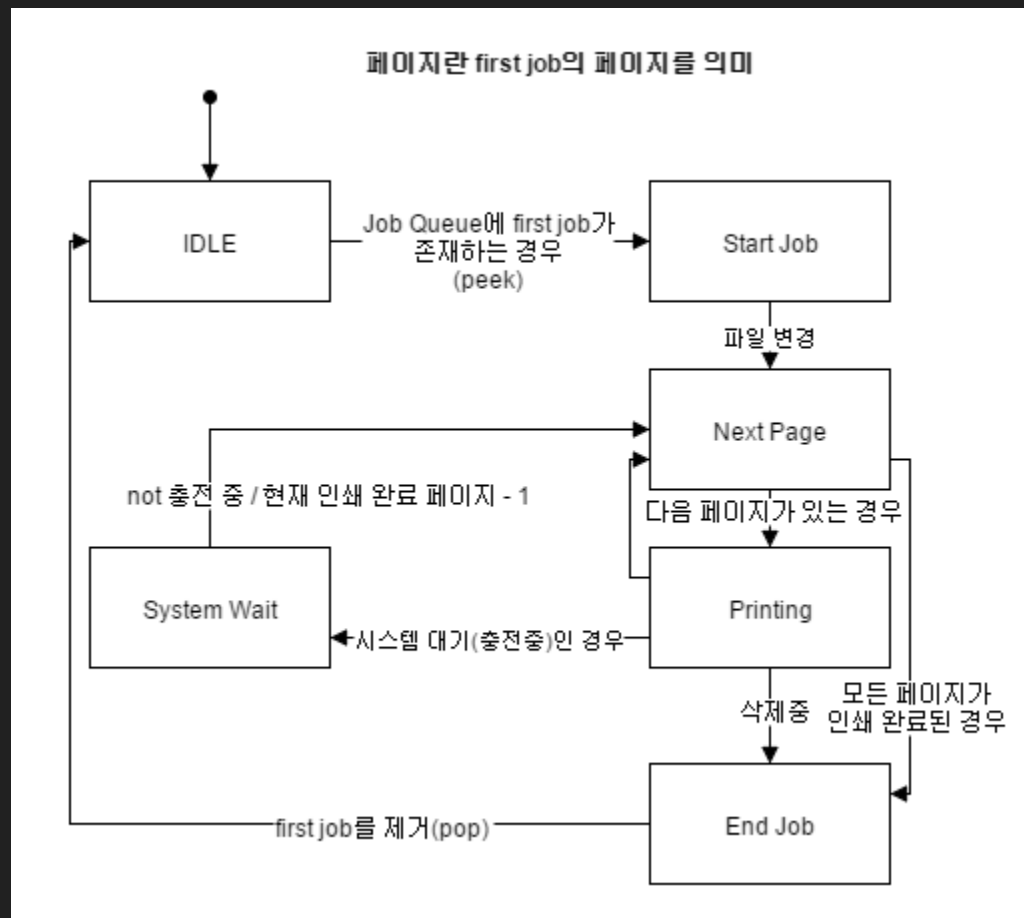 페이지란 first job의 페이지를 의미
IDLE
Job Queue에 first job가
존재하는 경우
(peek)
Start Job
파일 변경
Next Page
not 충전 중 / 현재 인쇄 완료 페이지 - 1
다음 페이지가 있는 경우
System Wait
Printing
시스템 대기(충전중)인 경우
삭제중
모든 페이지가
인쇄 완료된 경우
first job를 제거(pop)
End Job